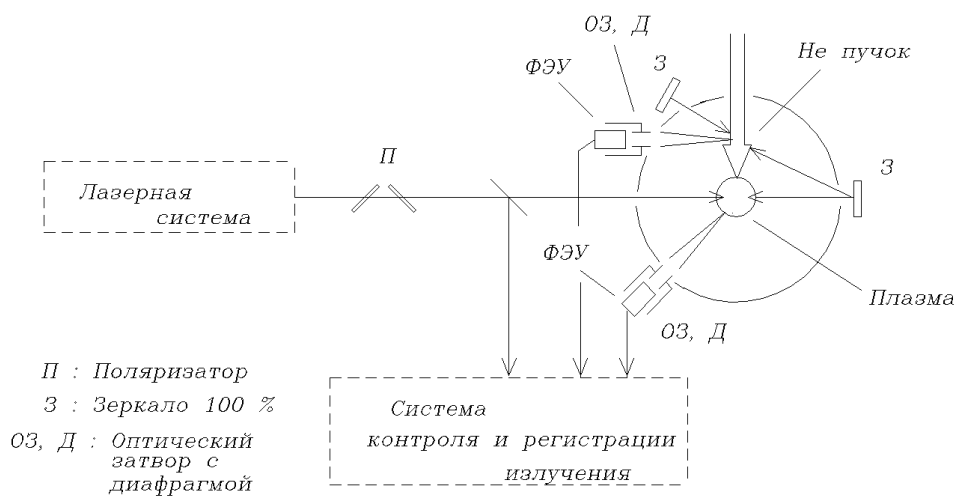 ОЗ, Д
ФЭУ
З
Не пучок
П
З
Лазерная
система
ФЭУ
Плазма
ОЗ, Д
П : Поляризатор
З : Зеркало 100 %
ОЗ, Д : Оптический
затвор с
диафрагмой
Система
контроля и регистрации
излучения